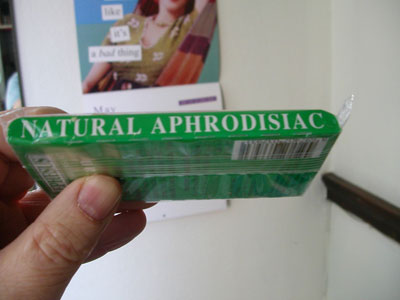 like
it's
a bad thing
May
NATURAL APHRODISIAC